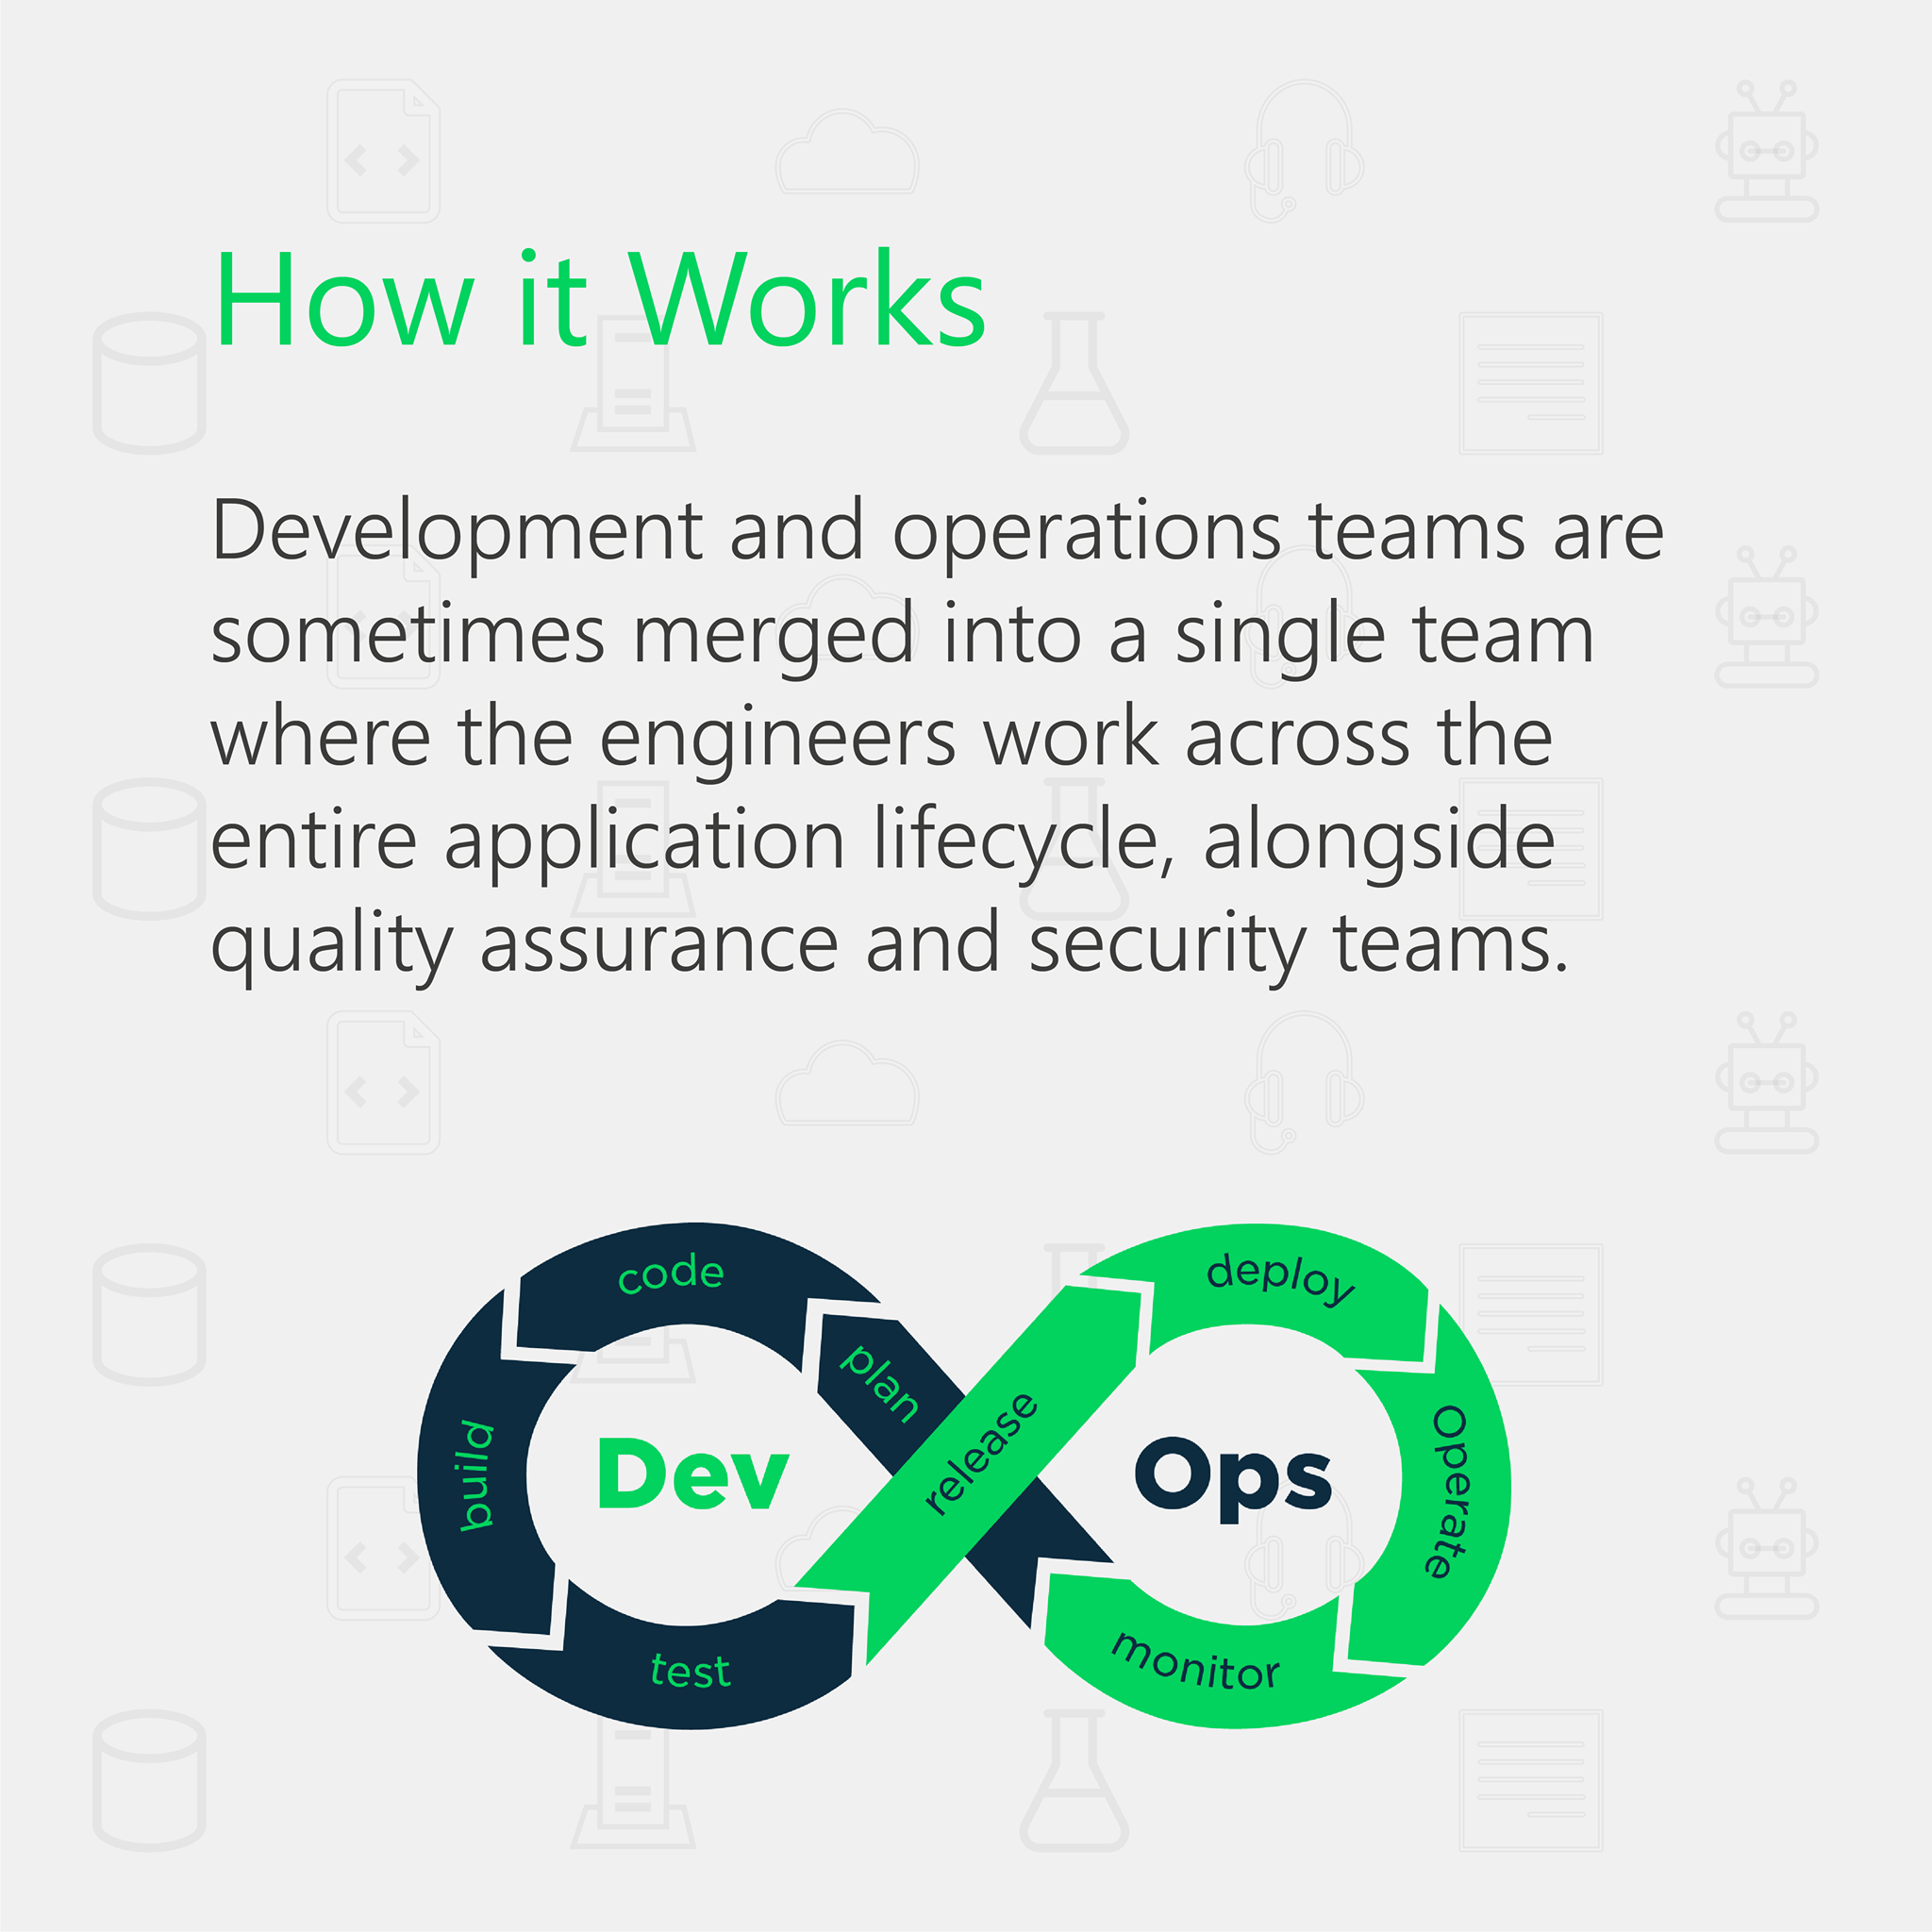 How it Works
Development and operations teams are
sometimes merged into a single team
where the engineers work across the
entire application lifecycle, alongside
quality assurance and security teams.
code
deploy
plan
release
build
Dev
Ops
Operate
test
monitor